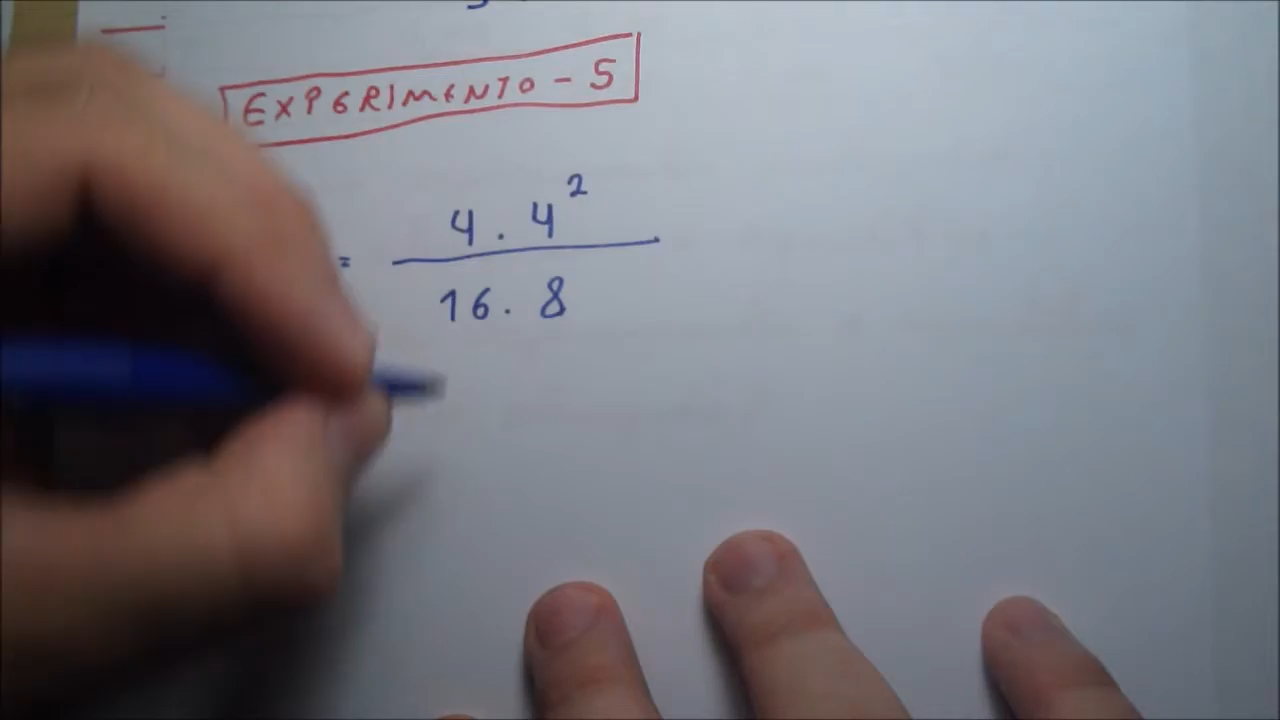 EXPERIMENTO - 5
= 4 . 4²
16 . 8